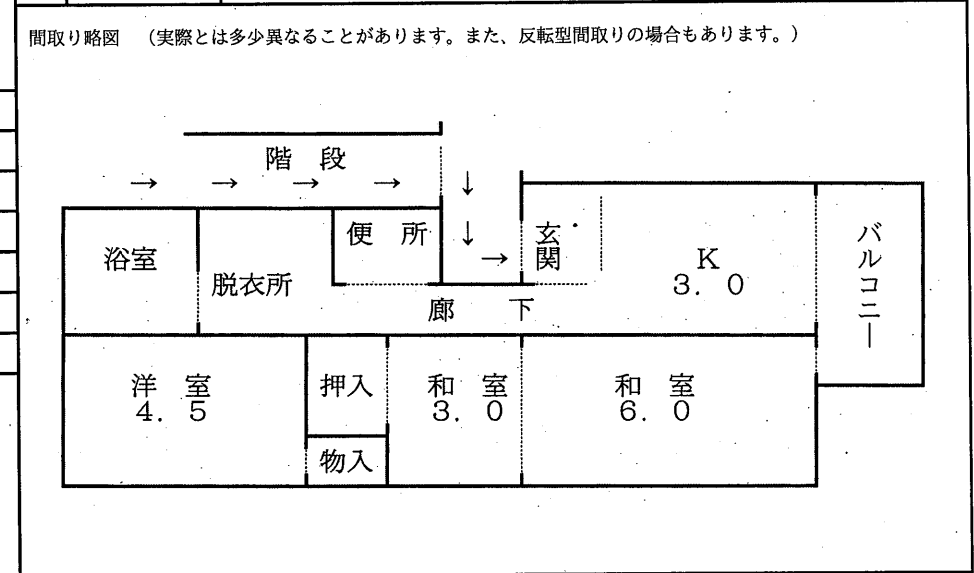 間取り略図　（実際とは多少異なることがあります。また、反転型間取りの場合もあります。）
階　段
→　→　→　→　↓
便　所
↓
→
玄関
浴室
脱衣所
K
3．0
バルコニー
廊　下
洋　室
4．5
押入
和　室
3．0
和　室
6．0
物入